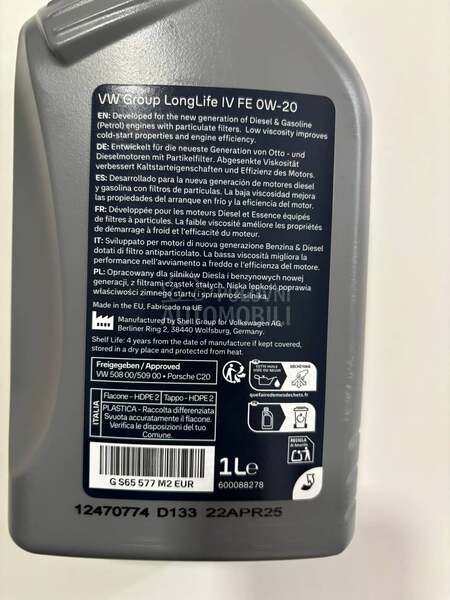 VW Group LongLife IV FE 0W-20
EN: Developed for the new generation of Diesel & Gasoline
(Petrol) engines with particulate filters. Low viscosity improves
cold-start properties and engine efficiency.
DE: Entwickelt für die neueste Generation von Otto - und
Dieselmotoren mit Partikelfilter. Abgesenkte Viskosität
verbessert Kaltstarteigenschaften und Effizienz des Motors.
ES: Desarrollado para la nueva generación de motores diesel
y gasolina con filtros de partículas. La baja viscosidad mejora
las propiedades del arranque en frío y la eficiencia del motor.
FR: Développée pour les moteurs Diesel et Essence équipés
de filtres à particules. La faible viscosité améliore les propriétés
de démarrage à froid et l'efficacité du moteur.
IT: Sviluppato per motori di nuova generazione Benzina & Diesel
dotati di filtro antiparticolato. La bassa viscosità migliora le
performance nell'avviamento a freddo e l'efficienza del motore.
PL: Opracowany dla silników Diesla i benzynowych nowej
generacji, z filtrami cząstek stałych. Niska lepkość poprawia
właściwości zimnego startu i sprawność silnika.
POLOVNI
AUTOMOBILI
Made in the EU, Fabricado na UE
Manufactured by Shell Group for Volkswagen AG
Berliner Ring 2, 38440 Wolfsburg, Germany.
Shelf Life: 4 years from the date of manufacture if kept covered,
stored in a dry place and protected from heat.
Freigegeben / Approved
VW 508 00/509 00 • Porsche C20
ITALIA
Flacone - HDPE 2 | Tappo - HDPE 2
PLASTICA - Raccolta differenziata
Svuota accuratamente il flacone.
Verifica le disposizioni del tuo
Comune.
FR
DÉCHÈTERIE
quefairedemesdechets.fr
RECICLA
al Amarillo
G S65 577 M2 EUR
1L e
600088278
12470774 D133 22APR25